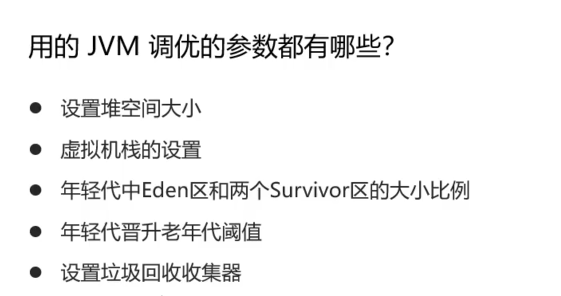 用的 JVM 调优的参数都有哪些？
● 设置堆空间大小
● 虚拟机栈的设置
● 年轻代中Eden区和两个Survivor区的大小比例
● 年轻代晋升老年代阈值
● 设置垃圾回收收集器